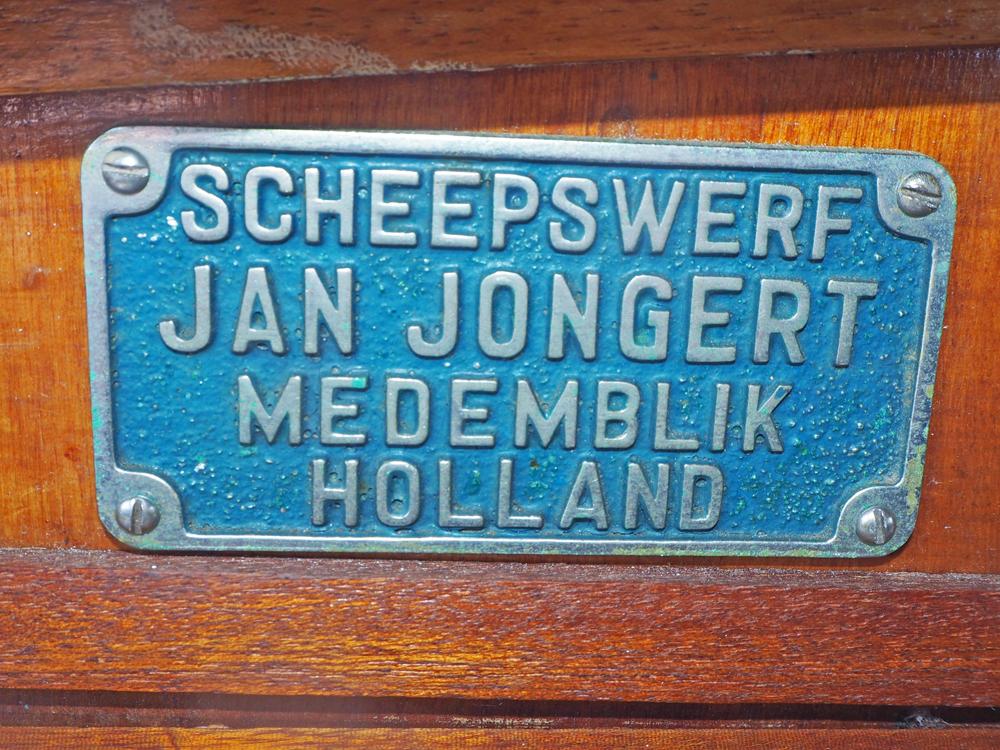 SCHEEPSWERF
JAN JONGERT
MEDEMBLIK
HOLLAND